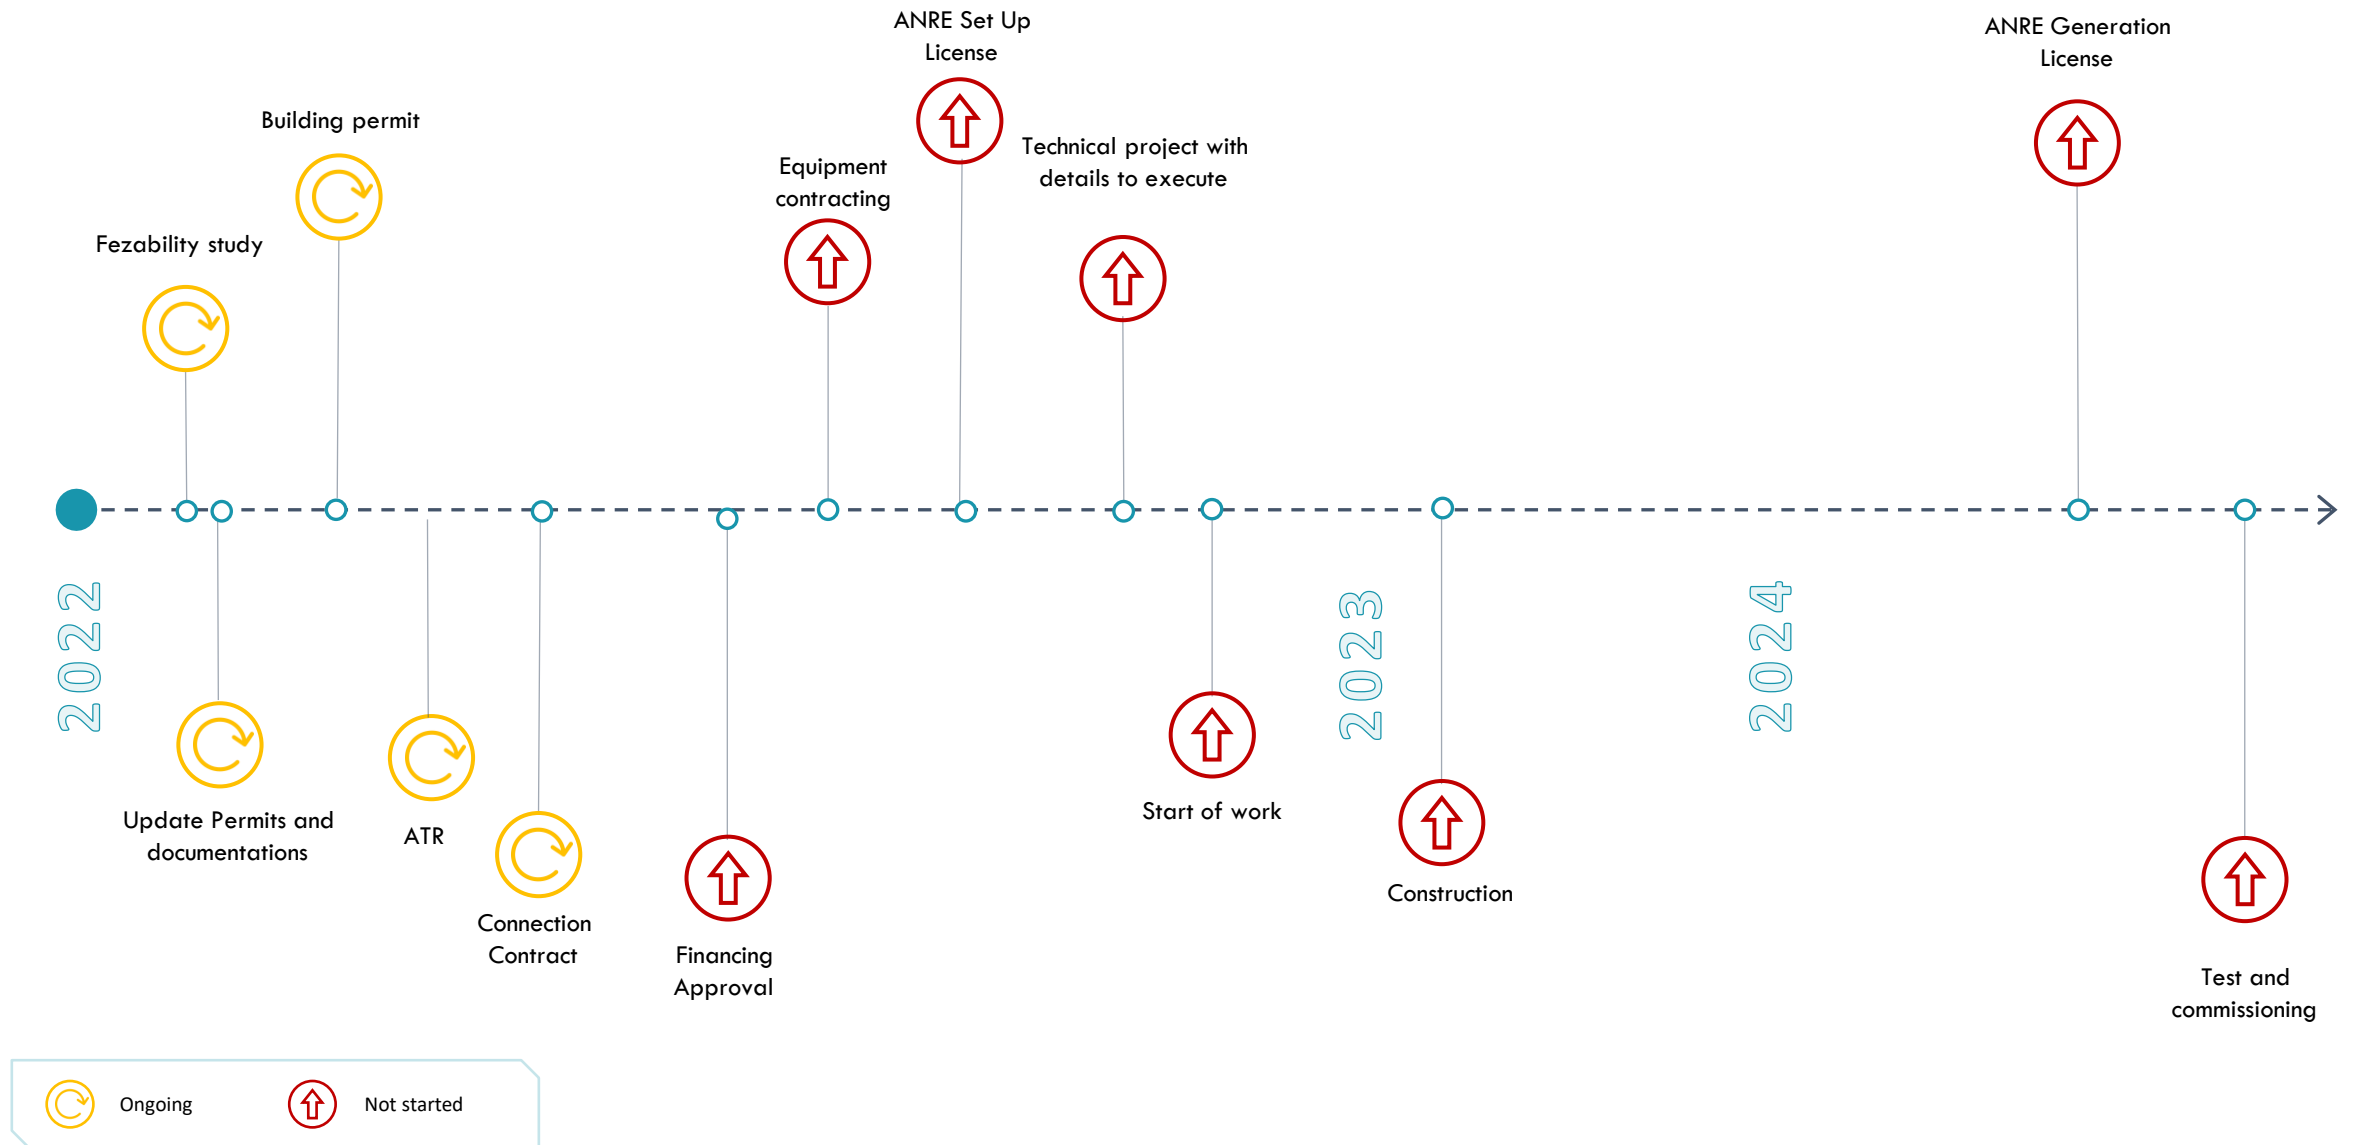 ANRE Set Up
License
ANRE Generation
License
Building permit
Technical project with
details to execute
Equipment
contracting
Fezability study
2022
2023
2024
Update Permits and
documentations
ATR
Start of work
Construction
Connection
Contract
Financing
Approval
Test and
commissioning
Ongoing
Not started